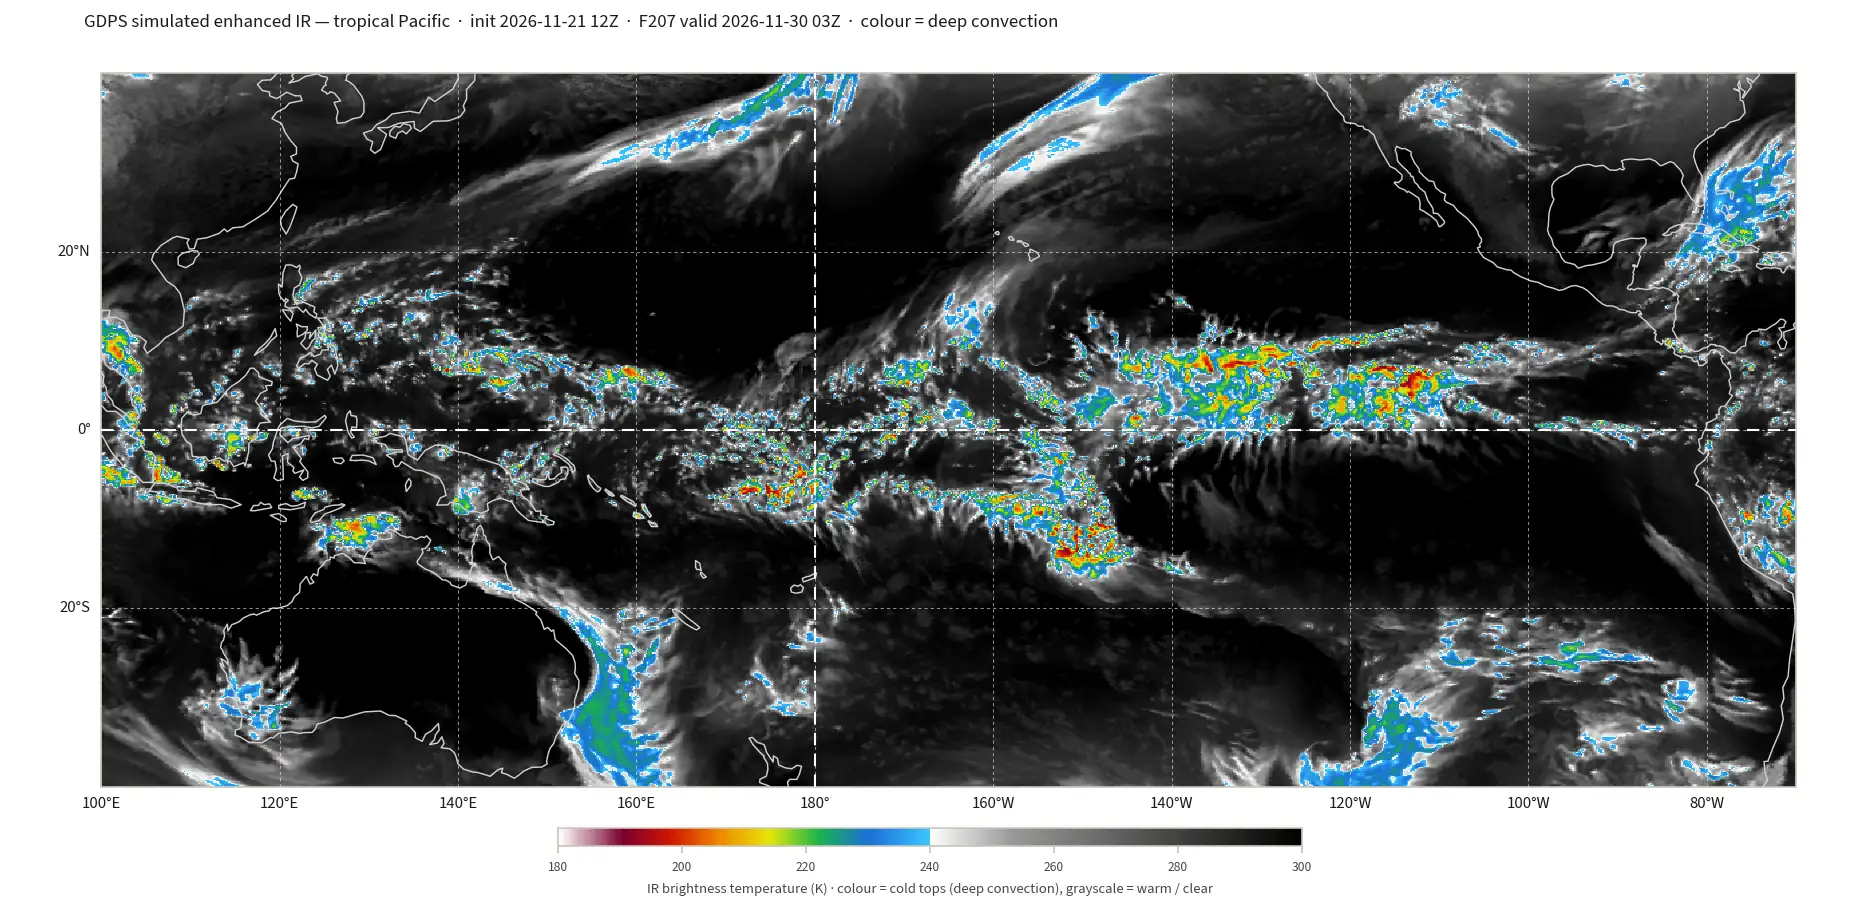 GDPS simulated enhanced IR — tropical Pacific · init 2026-11-21 12Z · F207 valid 2026-11-30 03Z · colour = deep convection
20°N
0°
20°S
100°E 120°E 140°E 160°E 180° 160°W 140°W 120°W 100°W 80°W
180 200 220 240 260 280 300
IR brightness temperature (K) · colour = cold tops (deep convection), grayscale = warm / clear